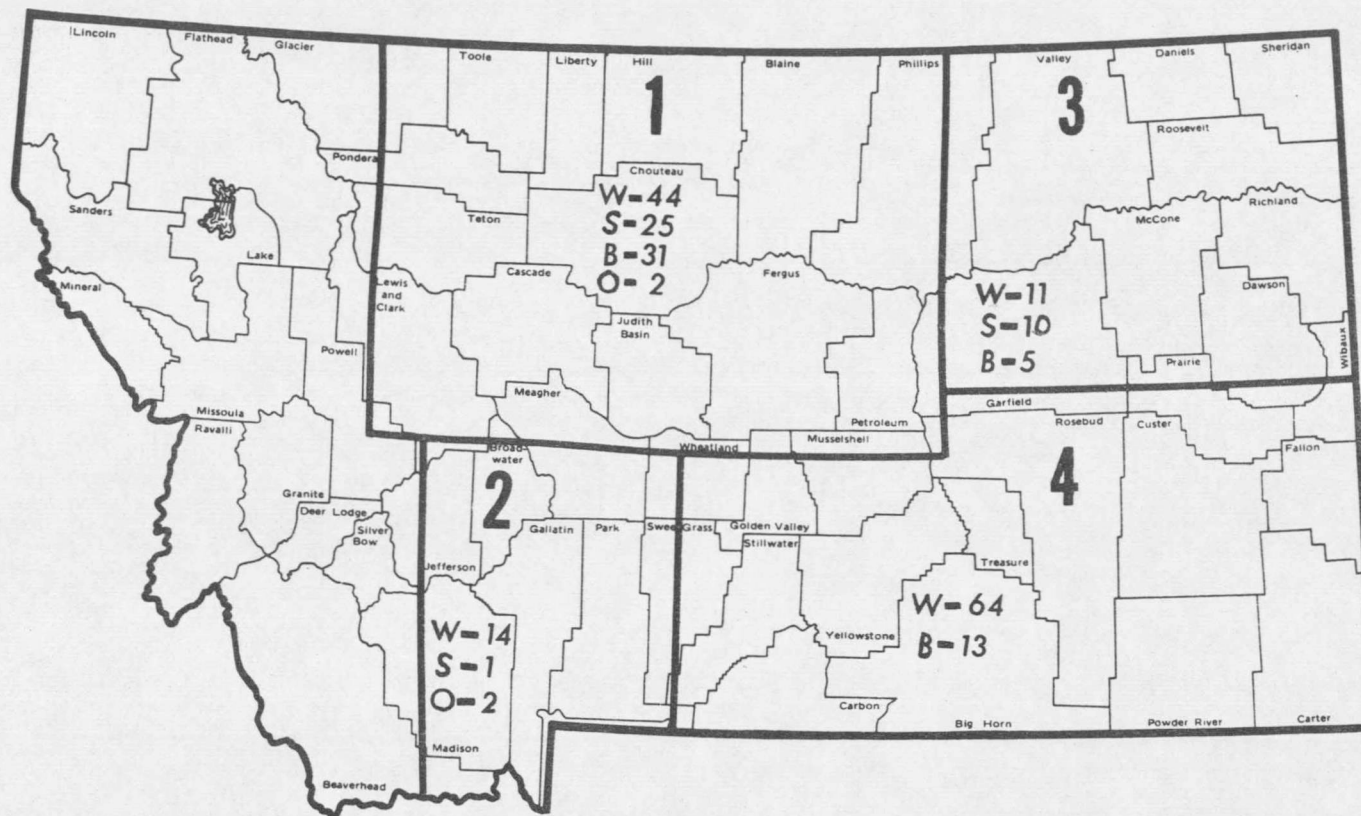 Lincoln
Flathead
Glacier
Toole
Liberty
Hill
Blaine
Phillips
Valley
Daniels
Sheridan
1
3
Roosevelt
Pondera
Chouteau
W-44
S-25
B-31
O-2
Sanders
Teton
Richland
McCone
Lake
Cascade
Fergus
Mineral
Lewis
and
Clark
W-11
S-10
B-5
Dawson
Judith
Basin
Powell
Prairie
Wibaux
Meagher
Garfield
Missoula
Ravalli
Petroleum
Rosebud
Custer
Wheatland
Musselshell
Broad-
water
Fallon
2
4
Granite
Deer Lodge
Silver
Bow
Gallatin
Park
Sweet Grass
Golden Valley
Stillwater
Jefferson
Treasure
W-14
S-1
O-2
W-64
B-13
Yellowstone
Carbon
Big Horn
Powder River
Carter
Madison
Beaverhead